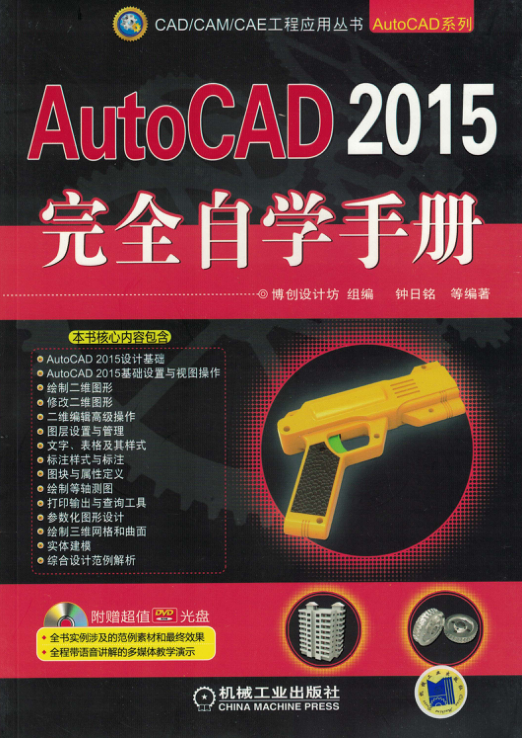 CAD/CAM/CAE工程应用丛书 AutoCAD系列
AutoCAD 2015
完全自学手册
◎ 博创设计坊 组编 钟日铭 等编著
本书核心内容包含
AutoCAD 2015设计基础
AutoCAD 2015基础设置与视图操作
绘制二维图形
修改二维图形
二维编辑高级操作
图层设置与管理
文字、表格及其样式
标注样式与标注
图块与属性定义
绘制等轴测图
打印输出与查询工具
参数化图形设计
绘制三维网格和曲面
实体建模
综合设计范例解析
附赠超值 DVD 光盘
全书实例涉及的范例素材和最终效果
全程带语音讲解的多媒体教学演示
机械工业出版社
CHINA MACHINE PRESS